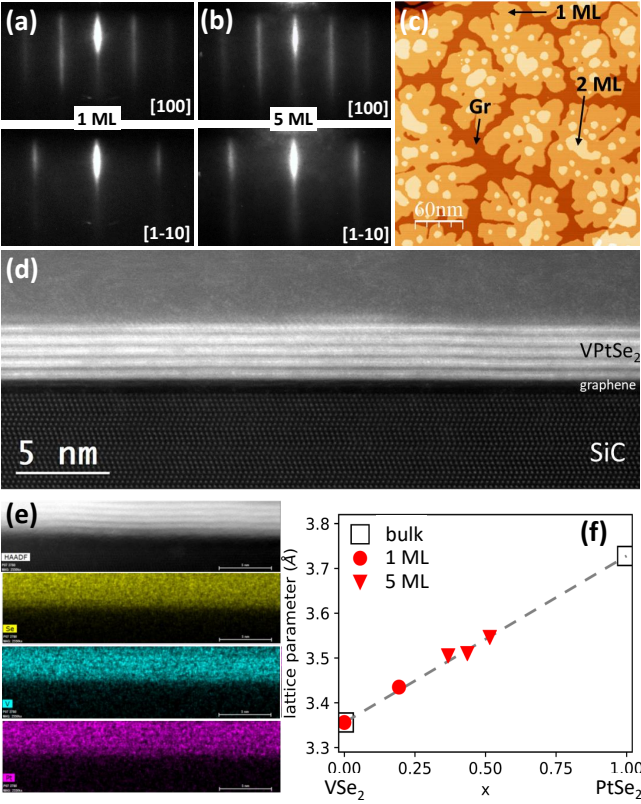 (a)
[100]
1 ML
[1-10]
(b)
[100]
5 ML
[1-10]
(c)
1 ML
2 ML
Gr
60nm
(d)
VPtSe2
graphene
SiC
5 nm
(e)
HAADF
Se
V
Pt
(f)
bulk
1 ML
5 ML
lattice parameter (Å)
3.8
3.7
3.6
3.5
3.4
3.3
0.00
0.25
0.50
0.75
1.00
VSe₂
x
PtSe₂